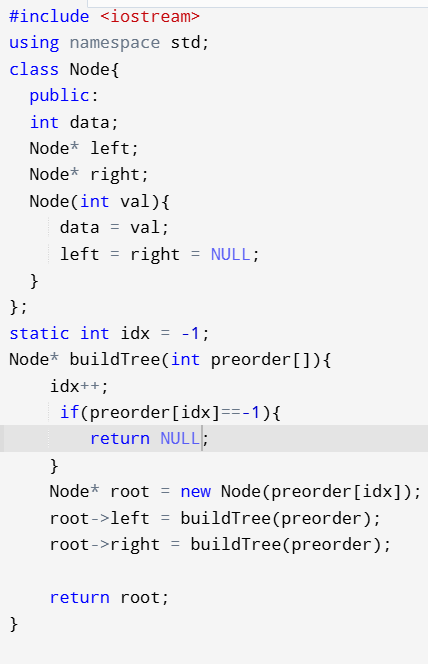 #include <iostream>
using namespace std;
class Node{
  public:
  int data;
  Node* left;
  Node* right;
  Node(int val){
     data = val;
     left = right = NULL;
  }
};
static int idx = -1;
Node* buildTree(int preorder[]){
    idx++;
     if(preorder[idx]==-1){
        return NULL;
    }
    Node* root = new Node(preorder[idx]);
    root->left = buildTree(preorder);
    root->right = buildTree(preorder);

    return root;
}